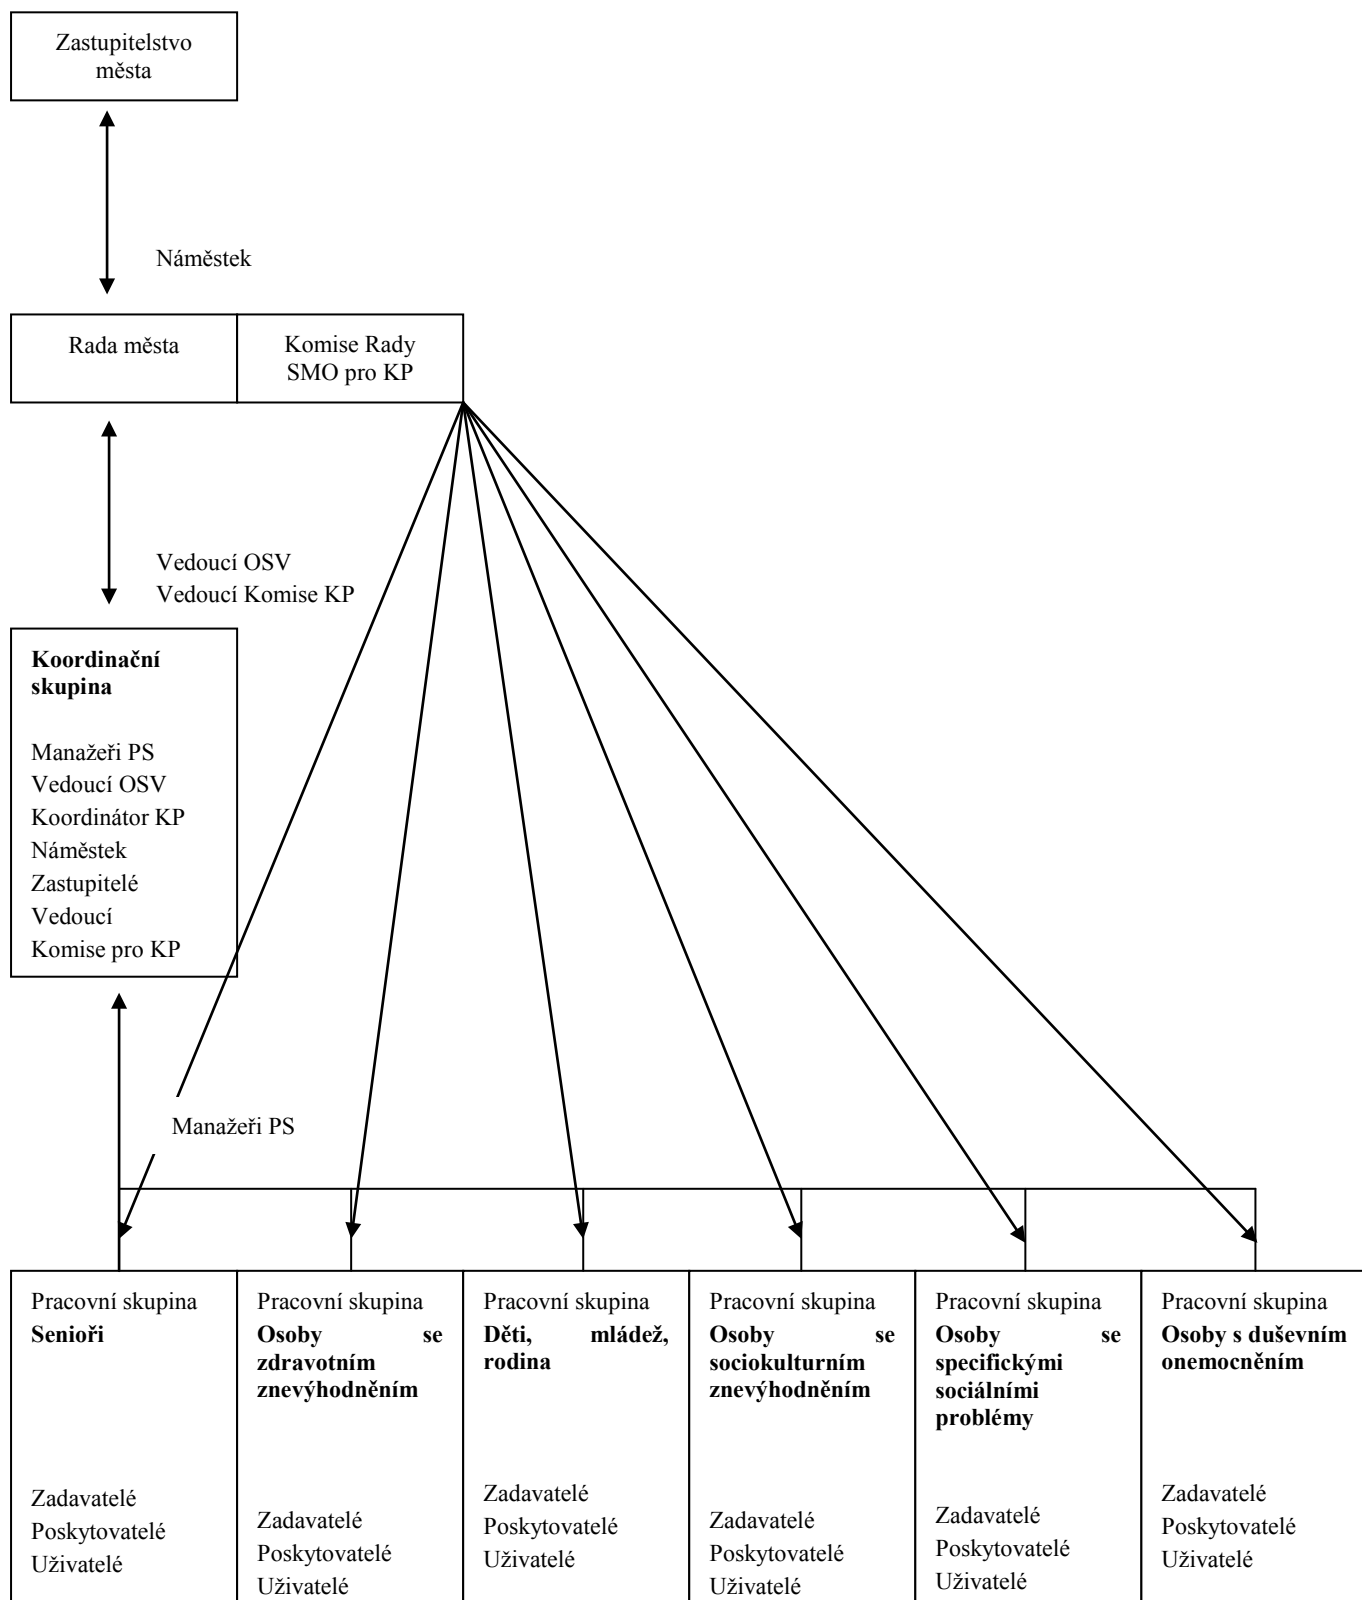 Zastupitelstvo
města
Náměstek
Rada města
Komise Rady
SMO pro KP
Vedoucí OSV
Vedoucí Komise KP
Koordinační
skupina
Manažeři PS
Vedoucí OSV
Koordinátor KP
Náměstek
Zastupitelé
Vedoucí
Komise pro KP
Manažeři PS
Pracovní skupina
Senioři
Zadavatelé
Poskytovatelé
Uživatelé
Pracovní skupina
Osoby se
zdravotním
znevýhodněním
Zadavatelé
Poskytovatelé
Uživatelé
Pracovní skupina
Děti, mládež,
rodina
Zadavatelé
Poskytovatelé
Uživatelé
Pracovní skupina
Osoby se
sociokulturním
znevýhodněním
Zadavatelé
Poskytovatelé
Uživatelé
Pracovní skupina
Osoby se
specifickými
sociálními
problémy
Zadavatelé
Poskytovatelé
Uživatelé
Pracovní skupina
Osoby s duševním
onemocněním
Zadavatelé
Poskytovatelé
Uživatelé